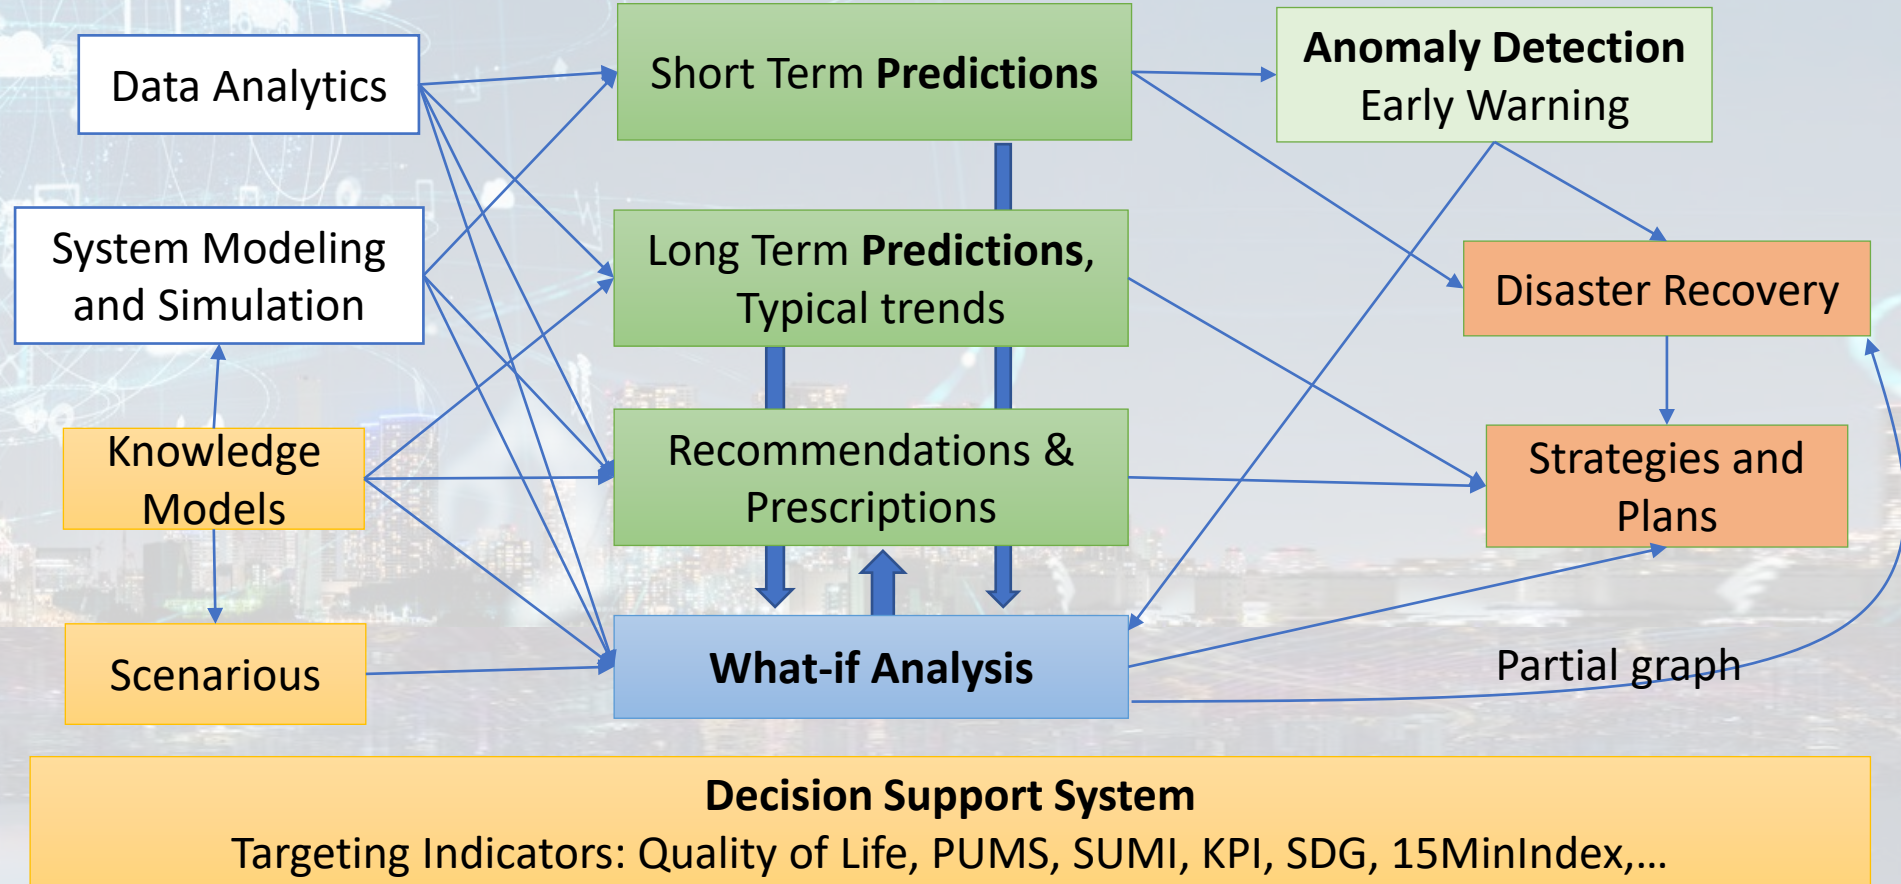 Data Analytics
Short Term Predictions
Anomaly Detection
Early Warning
System Modeling
and Simulation
Long Term Predictions,
Typical trends
Disaster Recovery
Knowledge
Models
Recommendations &
Prescriptions
Strategies and
Plans
Scenarious
What-if Analysis
Partial graph
Decision Support System
Targeting Indicators: Quality of Life, PUMS, SUMI, KPI, SDG, 15MinIndex,...